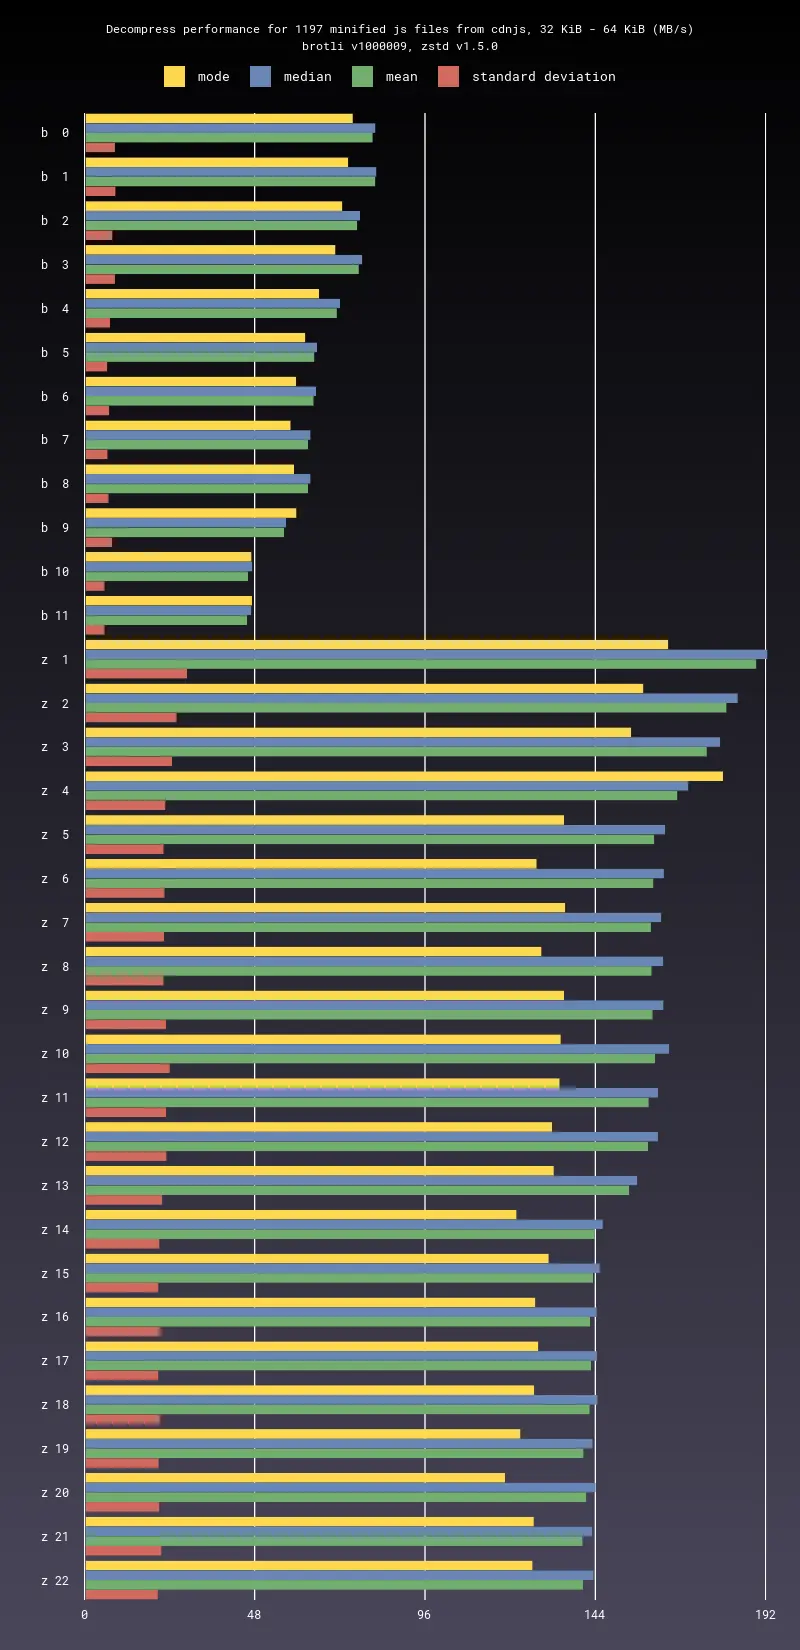 Decompress performance for 1197 minified js files from cdnjs, 32 KiB - 64 KiB (MB/s)
brotli v1000009, zstd v1.5.0
mode median mean standard deviation
b 0
b 1
b 2
b 3
b 4
b 5
b 6
b 7
b 8
b 9
b 10
b 11
z 1
z 2
z 3
z 4
z 5
z 6
z 7
z 8
z 9
z 10
z 11
z 12
z 13
z 14
z 15
z 16
z 17
z 18
z 19
z 20
z 21
z 22
0 48 96 144 192